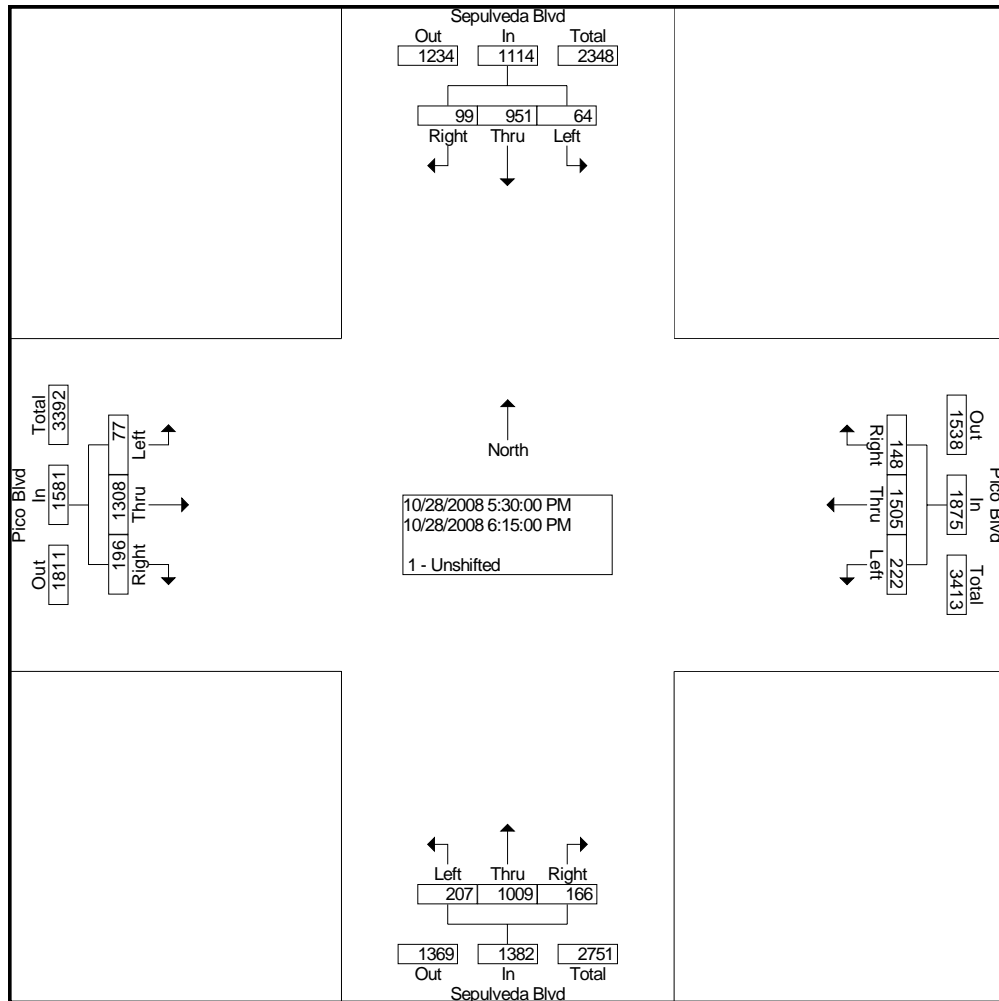 Sepulveda Blvd
Out In Total
1234 1114 2348
99 951 64
Right Thru Left
Pico Blvd
Total In Out
3392 1581 1811
77 1308 196
Left Thru Right
North
10/28/2008 5:30:00 PM
10/28/2008 6:15:00 PM
1 - Unshifted
Right Thru Left
148 1505 222
Out In Total
1538 1875 3413
Pico Blvd
Left Thru Right
207 1009 166
1369 1382 2751
Out In Total
Sepulveda Blvd